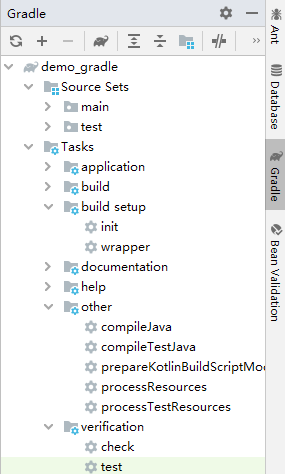 Gradle
demo_gradle
Source Sets
main
test
Tasks
application
build
build setup
init
wrapper
documentation
help
other
compileJava
compileTestJava
prepareKotlinBuildScriptMod
processResources
processTestResources
verification
check
test
Ant
Database
Gradle
Bean Validation